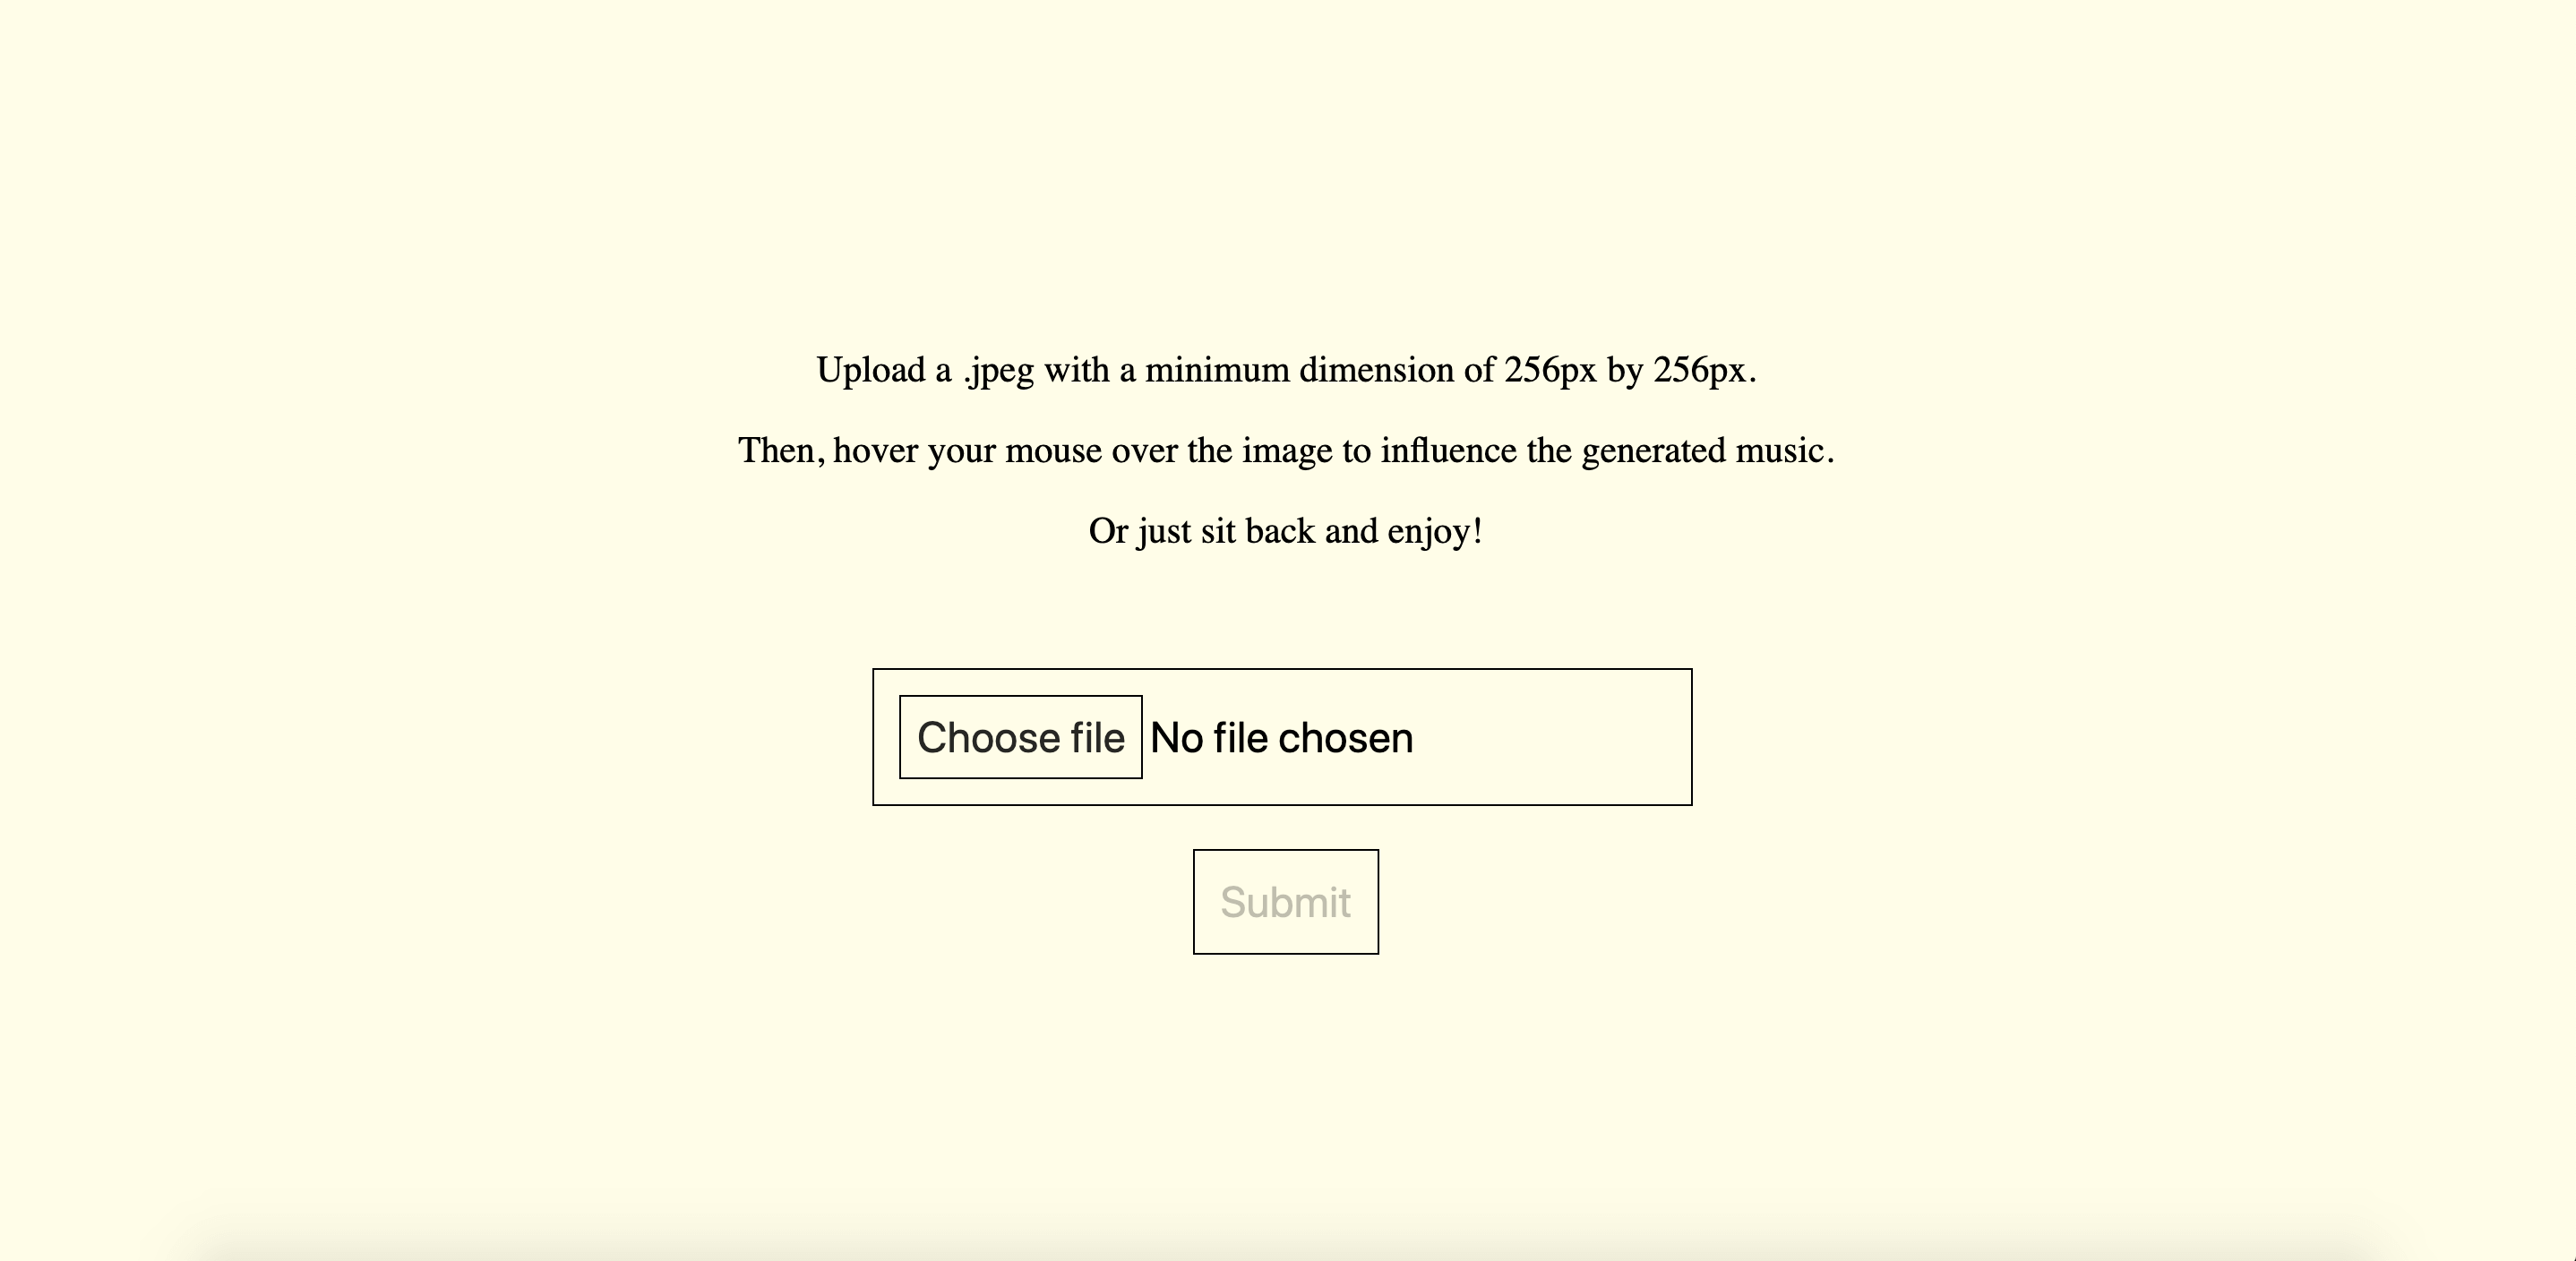 Upload a .jpeg with a minimum dimension of 256px by 256px.
Then, hover your mouse over the image to influence the generated music.
Or just sit back and enjoy!
Choose file No file chosen
Submit